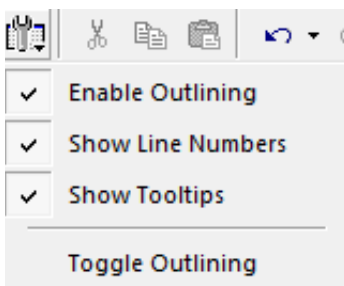 Enable Outlining
Show Line Numbers
Show Tooltips
Toggle Outlining